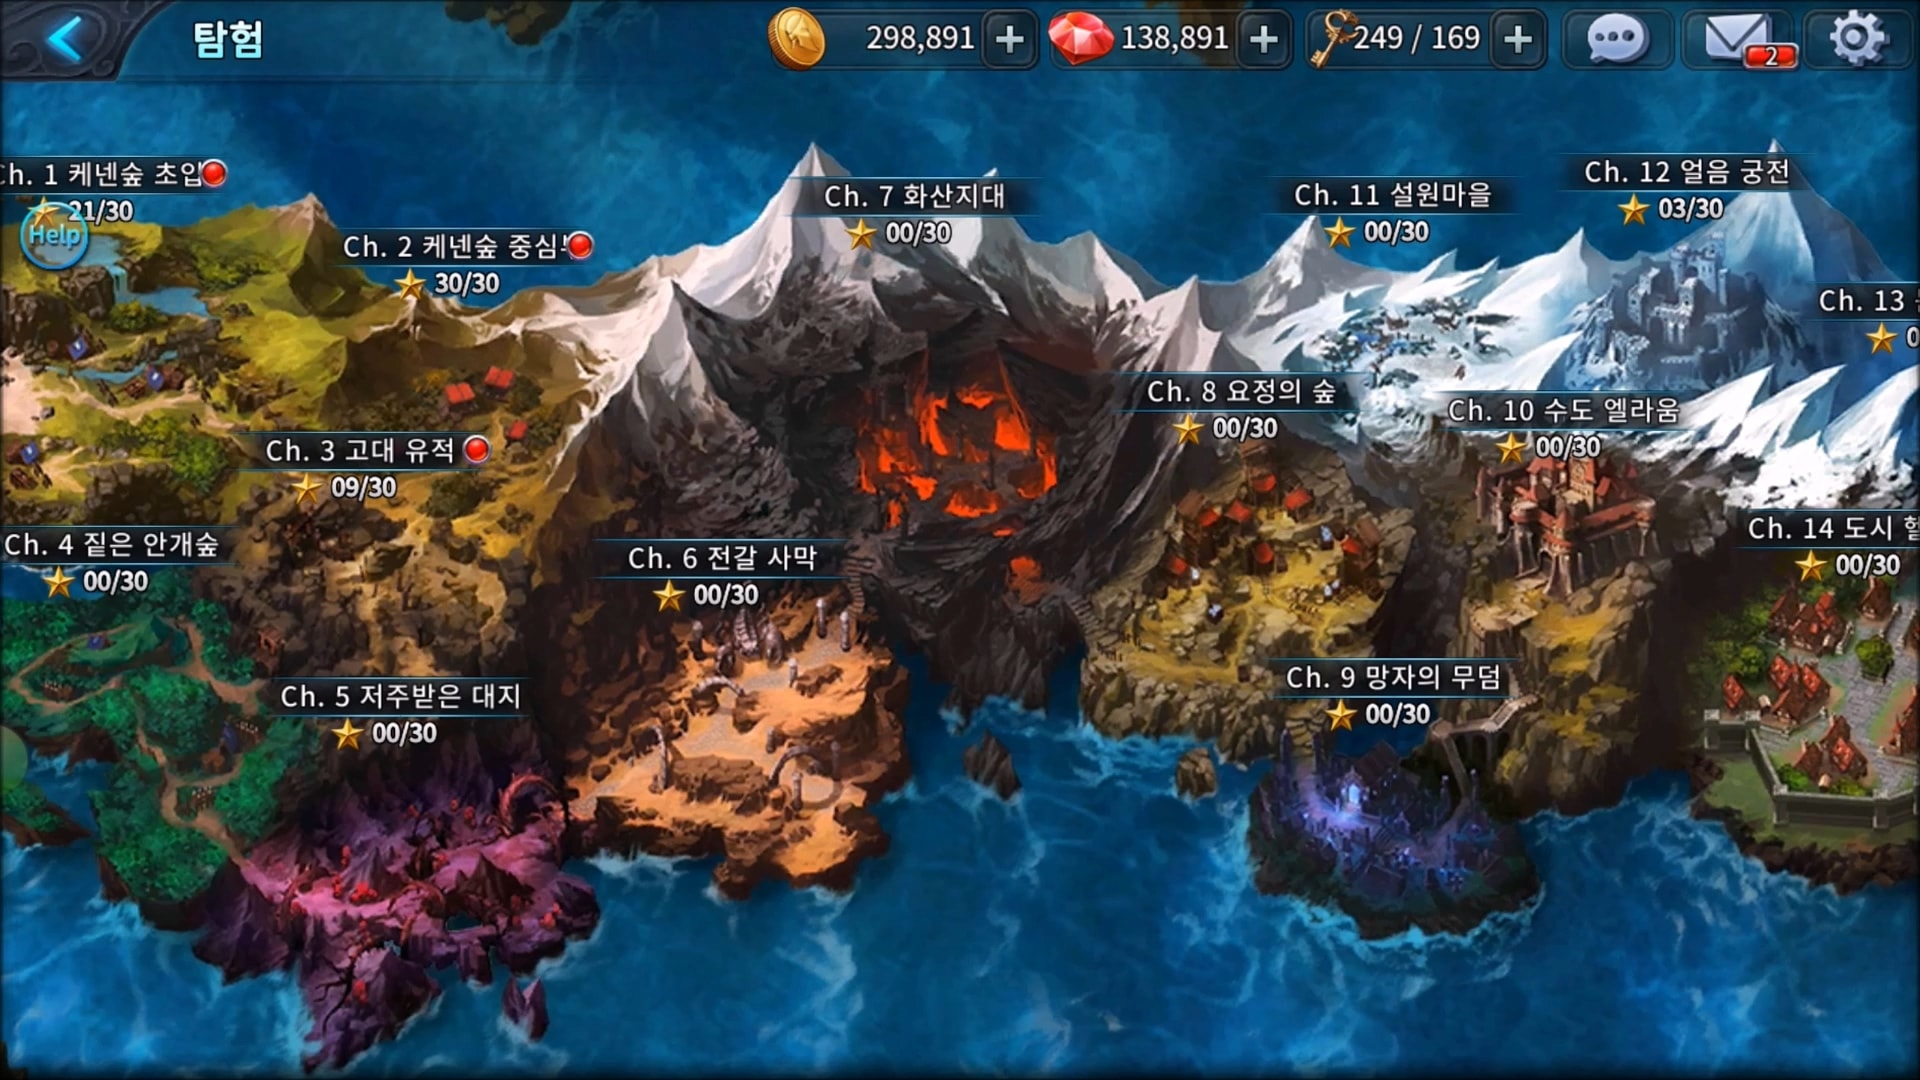 탐험
298,891
138,891
249 / 169
2
Ch. 1 케넨숲 초입
21/30
Help
Ch. 2 케넨숲 중심
30/30
Ch. 3 고대 유적
09/30
Ch. 4 짙은 안개숲
00/30
Ch. 5 저주받은 대지
00/30
Ch. 6 전갈 사막
00/30
Ch. 7 화산지대
00/30
Ch. 8 요정의 숲
00/30
Ch. 9 망자의 무덤
00/30
Ch. 10 수도 엘라움
00/30
Ch. 11 설원마을
00/30
Ch. 12 얼음 궁전
03/30
Ch. 13
0
Ch. 14 도시
00/30